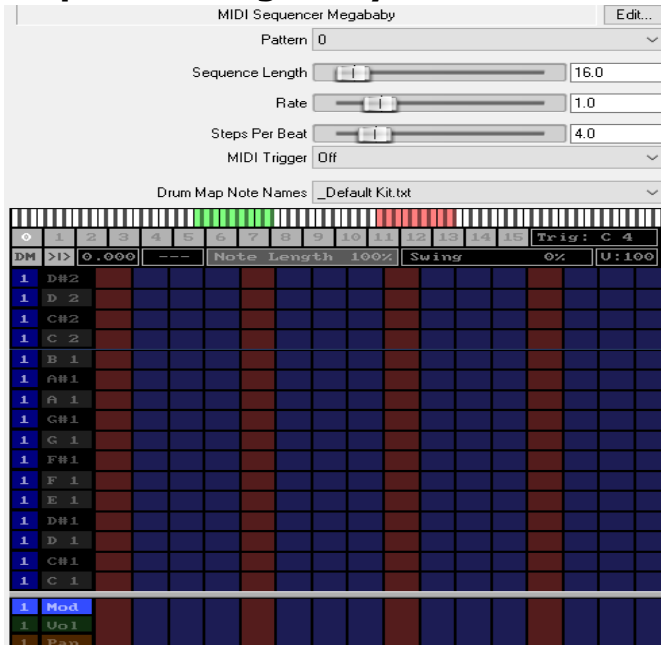 MIDI Sequencer Megababy Edit...
Pattern 0
Sequence Length 16.0
Rate 1.0
Steps Per Beat 4.0
MIDI Trigger Off
Drum Map Note Names _Default Kit.txt
0 1 2 3 4 5 6 7 8 9 10 11 12 13 14 15 Trig: C 4
DM >I> 0.000 --- Note Length 100% Swing 0% V:100
1 D#2
1 D 2
1 C#2
1 C 2
1 B 1
1 A#1
1 A 1
1 G#1
1 G 1
1 F#1
1 F 1
1 E 1
1 D#1
1 D 1
1 C#1
1 C 1
1 Mod
1 Vol
1 Pan